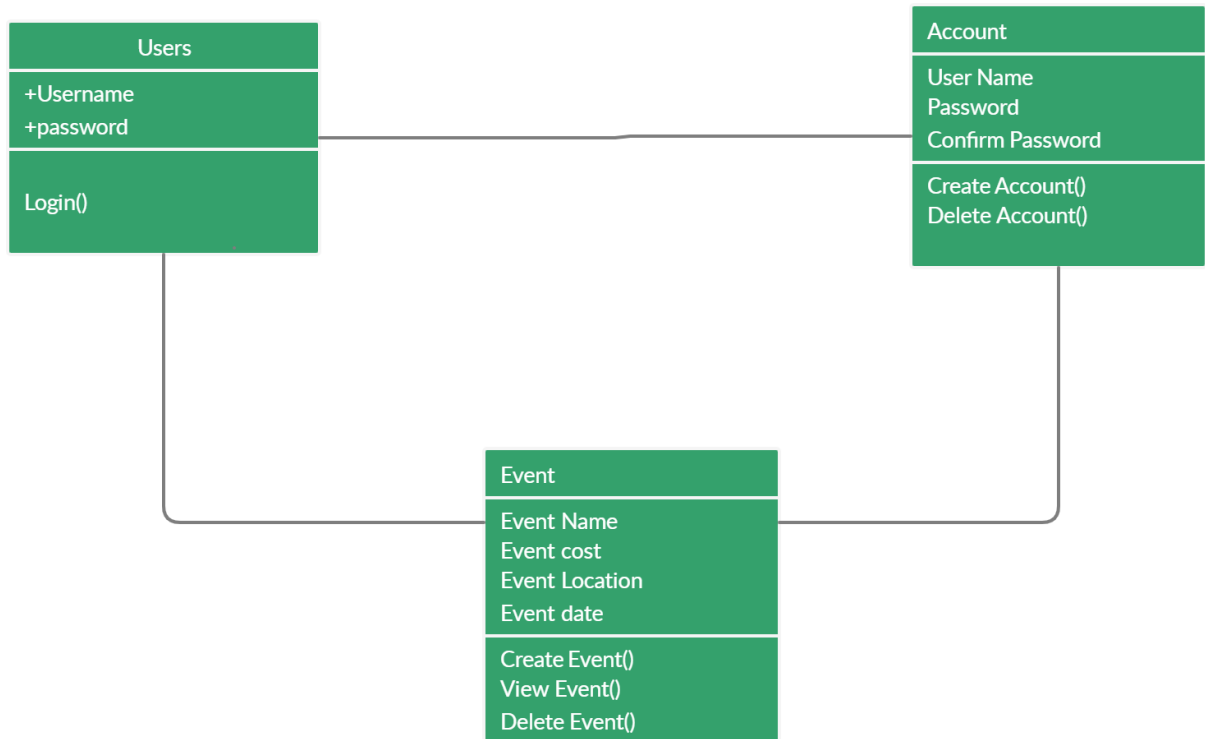 Users
+Username
+password
Login()
Account
User Name
Password
Confirm Password
Create Account()
Delete Account()
Event
Event Name
Event cost
Event Location
Event date
Create Event()
View Event()
Delete Event()